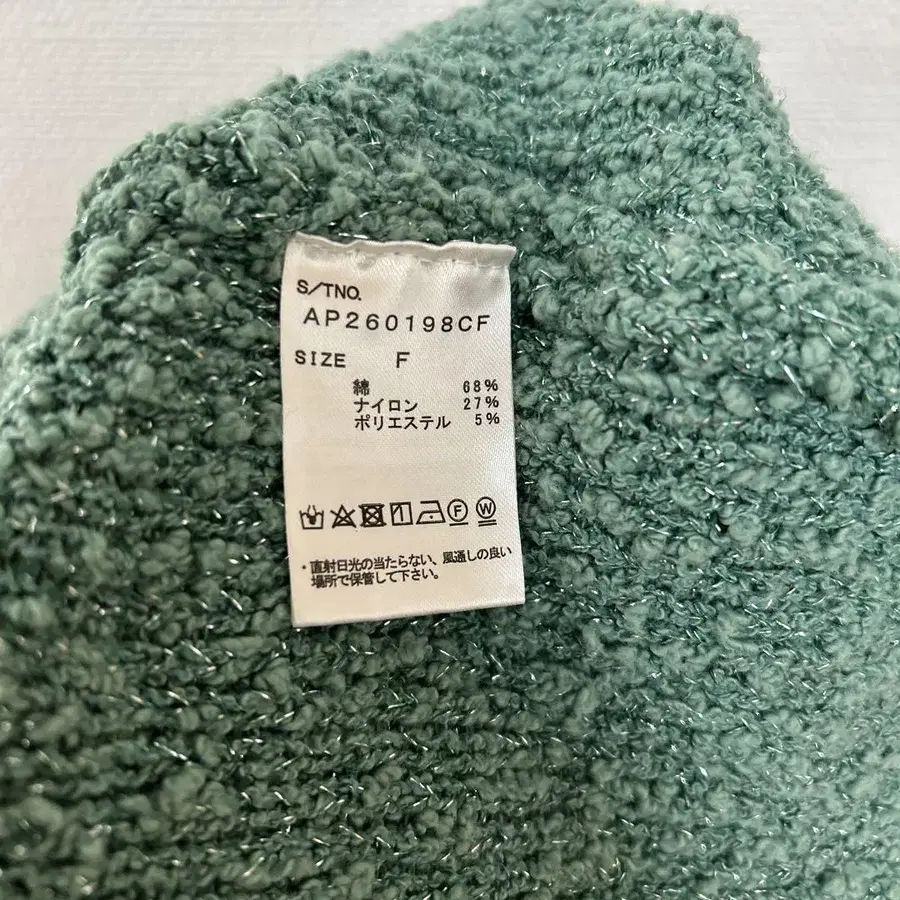 S/TNO.
AP260198CF
SIZE F
綿 68%
ナイロン 27%
ポリエステル 5%
F W
・直射日光の当たらない、風通しの良い
場所で保管して下さい。